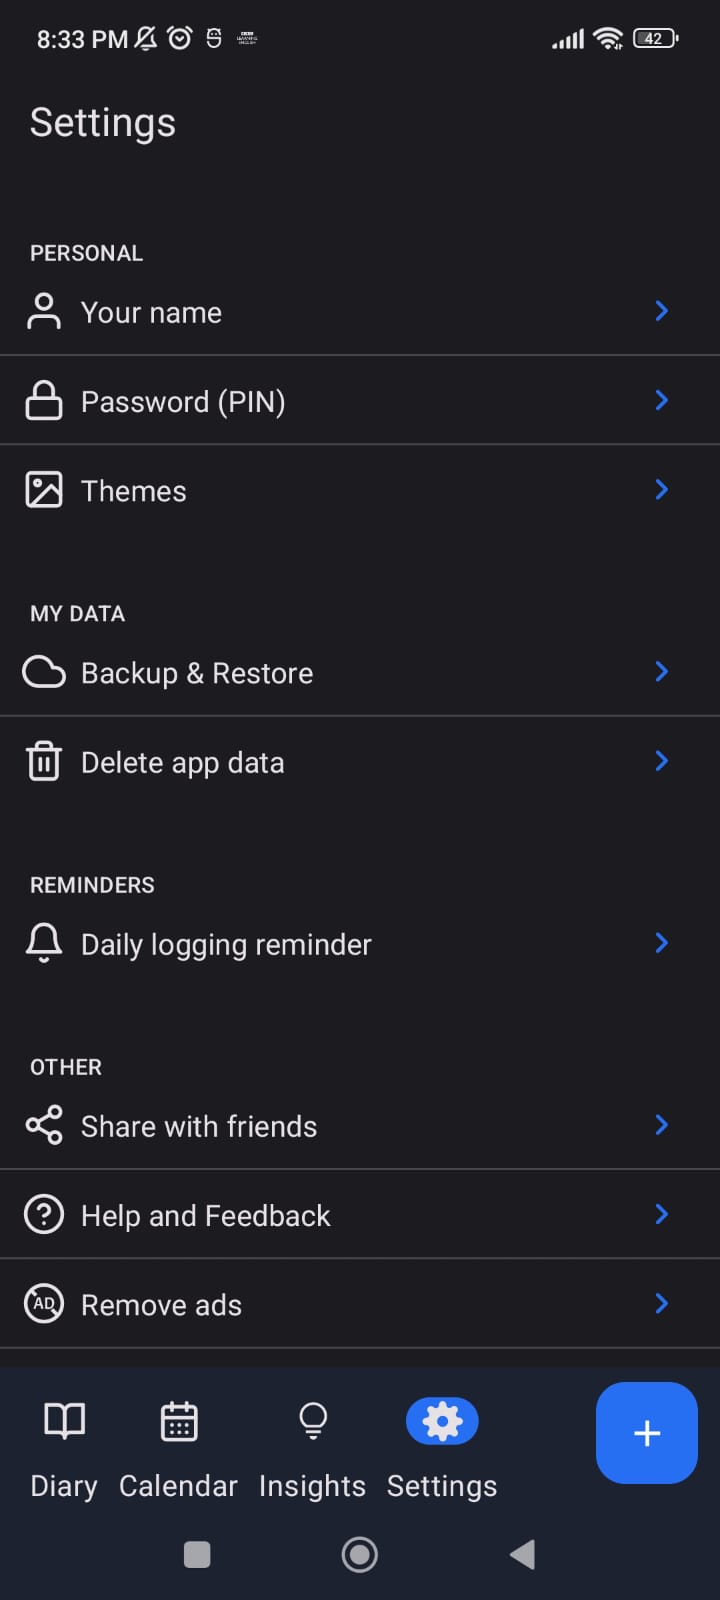 8:33 PM
42
Settings
PERSONAL
Your name
Password (PIN)
Themes
MY DATA
Backup & Restore
Delete app data
REMINDERS
Daily logging reminder
OTHER
Share with friends
Help and Feedback
AD Remove ads
Diary Calendar Insights Settings